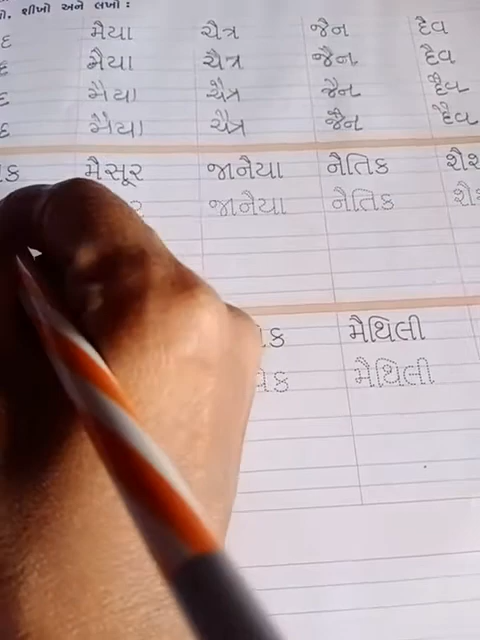 શીખો અને લખો :
મૈયા ચૈત્ર જૈન દૈવ
મૈયા ચૈત્ર જૈન દૈવ
મૈયા ચૈત્ર જૈન દૈવ
મૈયા ચૈત્ર જૈન દૈવ
મૈસૂર જાનૈયા નૈતિક
જાનૈયા નૈતિક
મૈથિલી
મૈથિલી